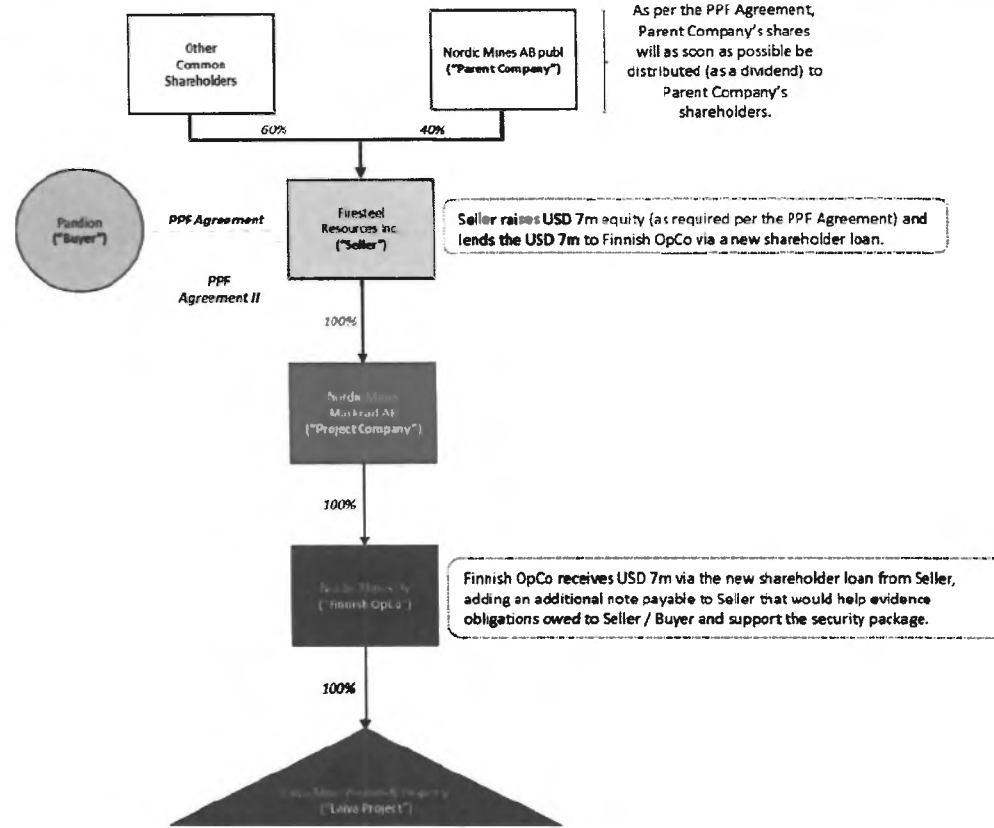 Other
Common
Shareholders
Nordic Mines AB publ
("Parent Company")
As per the PPF Agreement,
Parent Company's shares
will as soon as possible be
distributed (as a dividend) to
Parent Company's
shareholders.
60%
40%
Pandion
("Buyer")
PPF Agreement
PPF
Agreement II
Firesteel
Resources Inc.
("Seller")
Seller raises USD 7m equity (as required per the PPF Agreement) and
lends the USD 7m to Finnish OpCo via a new shareholder loan.
100%
Nordic Mines
("Project Company")
100%
Nordic Mines
("Finnish OpCo")
Finnish OpCo receives USD 7m via the new shareholder loan from Seller,
adding an additional note payable to Seller that would help evidence
obligations owed to Seller / Buyer and support the security package.
100%
("Laiva Project")